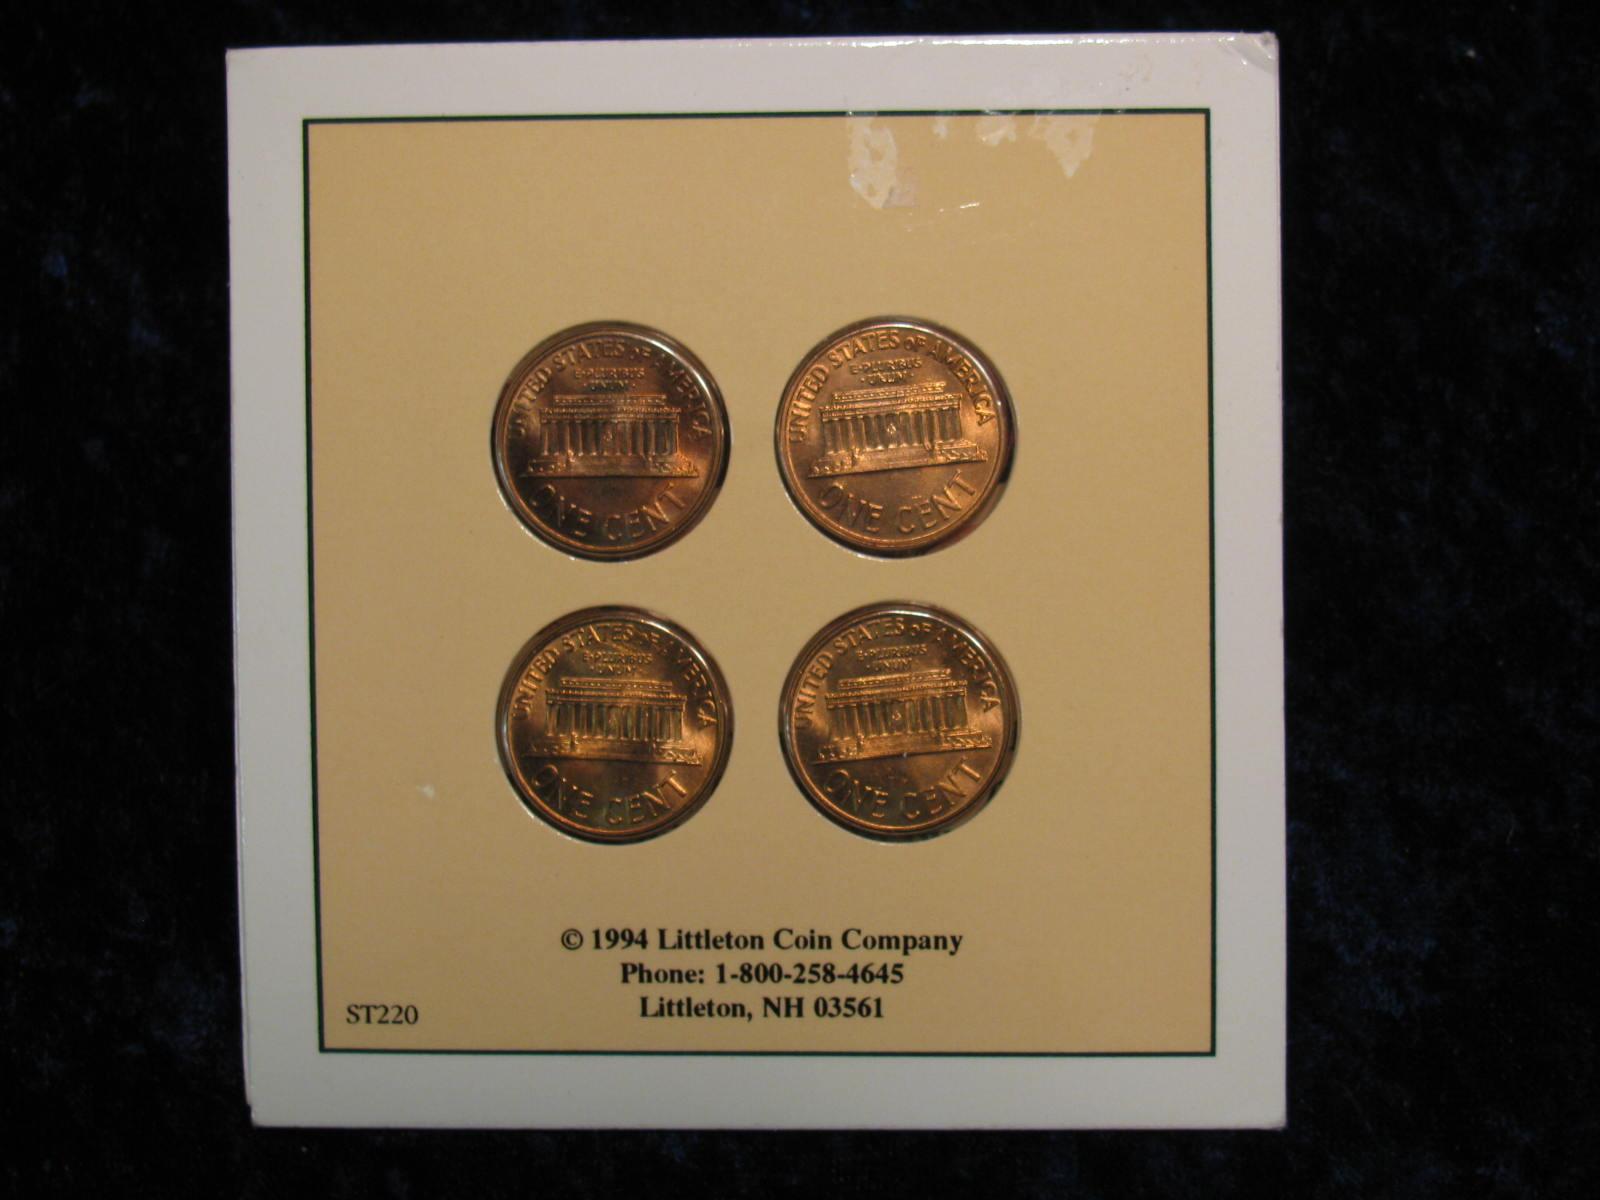 UNITED STATES OF AMERICA
E·PLURIBUS
·UNUM·
ONE CENT
UNITED STATES OF AMERICA
E·PLURIBUS
·UNUM·
ONE CENT
UNITED STATES OF AMERICA
E·PLURIBUS
·UNUM·
ONE CENT
UNITED STATES OF AMERICA
E·PLURIBUS
·UNUM·
ONE CENT
© 1994 Littleton Coin Company
Phone: 1-800-258-4645
Littleton, NH 03561
ST220